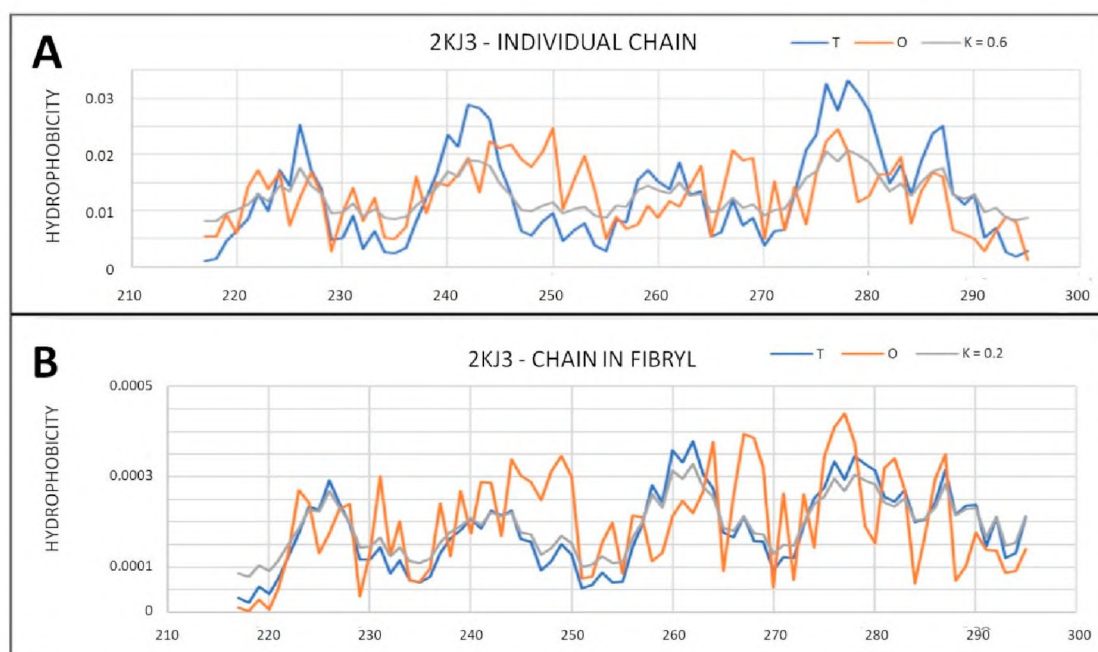 A
2KJ3 - INDIVIDUAL CHAIN
T O K = 0.6
HYDROPHOBICITY
0.03
0.02
0.01
0
210 220 230 240 250 260 270 280 290 300
B
2KJ3 - CHAIN IN FIBRYL
T O K = 0.2
HYDROPHOBICITY
0.0005
0.0003
0.0001
0
210 220 230 240 250 260 270 280 290 300